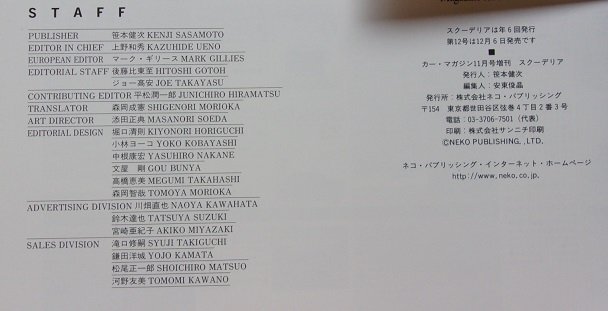 STAFF
PUBLISHER 笹本健次 KENJI SASAMOTO
EDITOR IN CHIEF 上野和秀 KAZUHIDE UENO
EUROPEAN EDITOR マーク・ギリース MARK GILLIES
EDITORIAL STAFF 後藤比東至 HITOSHI GOTOH
ジョー高安 JOE TAKAYASU
CONTRIBUTING EDITOR 平松潤一郎 JUNICHIRO HIRAMATSU
TRANSLATOR 森岡成憲 SHIGENORI MORIOKA
ART DIRECTOR 添田正典 MASANORI SOEDA
EDITORIAL DESIGN 堀口清則 KIYONORI HORIGUCHI
小林ヨーコ YOKO KOBAYASHI
中根康宏 YASUHIRO NAKANE
文屋 剛 GOU BUNYA
高橋恵美 MEGUMI TAKAHASHI
森岡智哉 TOMOYA MORIOKA
ADVERTISING DIVISION 川畑直也 NAOYA KAWAHATA
鈴木達也 TATSUYA SUZUKI
宮崎亜紀子 AKIKO MIYAZAKI
SALES DIVISION 滝口修嗣 SYUJI TAKIGUCHI
鎌田洋城 YOJO KAMATA
松尾正一郎 SHOICHIRO MATSUO
河野友美 TOMOMI KAWANO
スクーデリアは年6回発行
第12号は12月6日発売です
カー・マガジン11月号増刊 スクーデリア
発行人：笹本健次
編集人：安東俊晶
発行所：株式会社ネコ・パブリッシング
〒154 東京都世田谷区弦巻4丁目2番3号
電話：03-3706-7501（代表）
印刷：株式会社サンニチ印刷
©NEKO PUBLISHING, ,LTD.
ネコ・パブリッシング・インターネット・ホームページ
http://www.neko.co.jp.